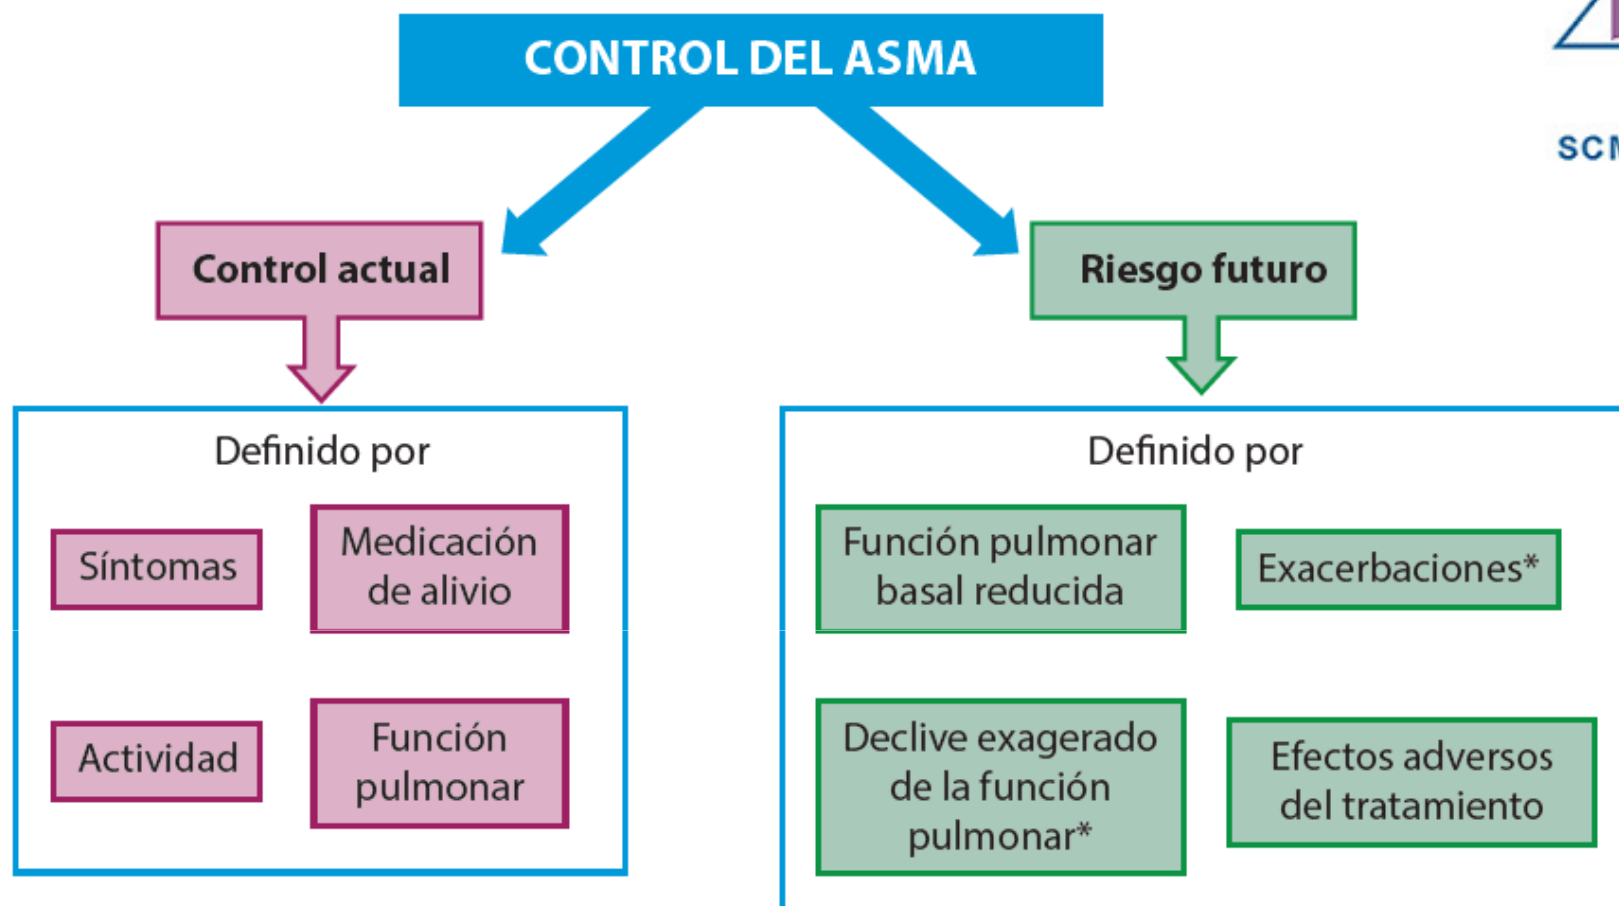 CONTROL DEL ASMA
Control actual
Riesgo futuro
Definido por
Síntomas
Medicación
de alivio
Actividad
Función
pulmonar
Definido por
Función pulmonar
basal reducida
Exacerbaciones*
Declive exagerado
de la función
pulmonar*
Efectos adversos
del tratamiento